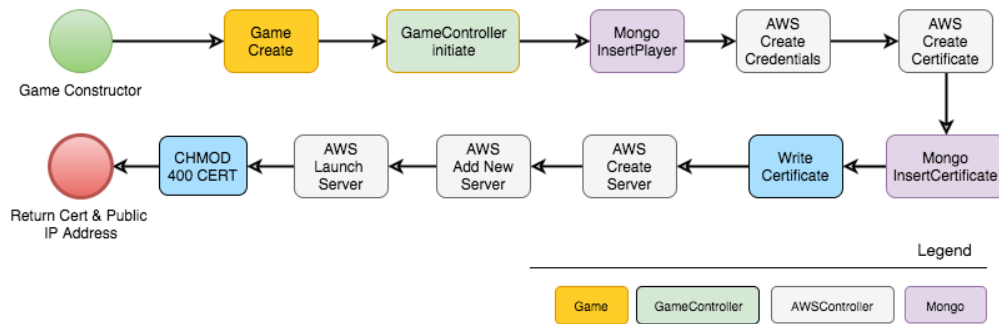 Game Constructor
Game
Create
GameController
initiate
Mongo
InsertPlayer
AWS
Create
Credentials
AWS
Create
Certificate
Return Cert & Public
IP Address
CHMOD
400 CERT
AWS
Launch
Server
AWS
Add New
Server
AWS
Create
Server
Write
Certificate
Mongo
InsertCertificate
Legend
Game
GameController
AWSController
Mongo